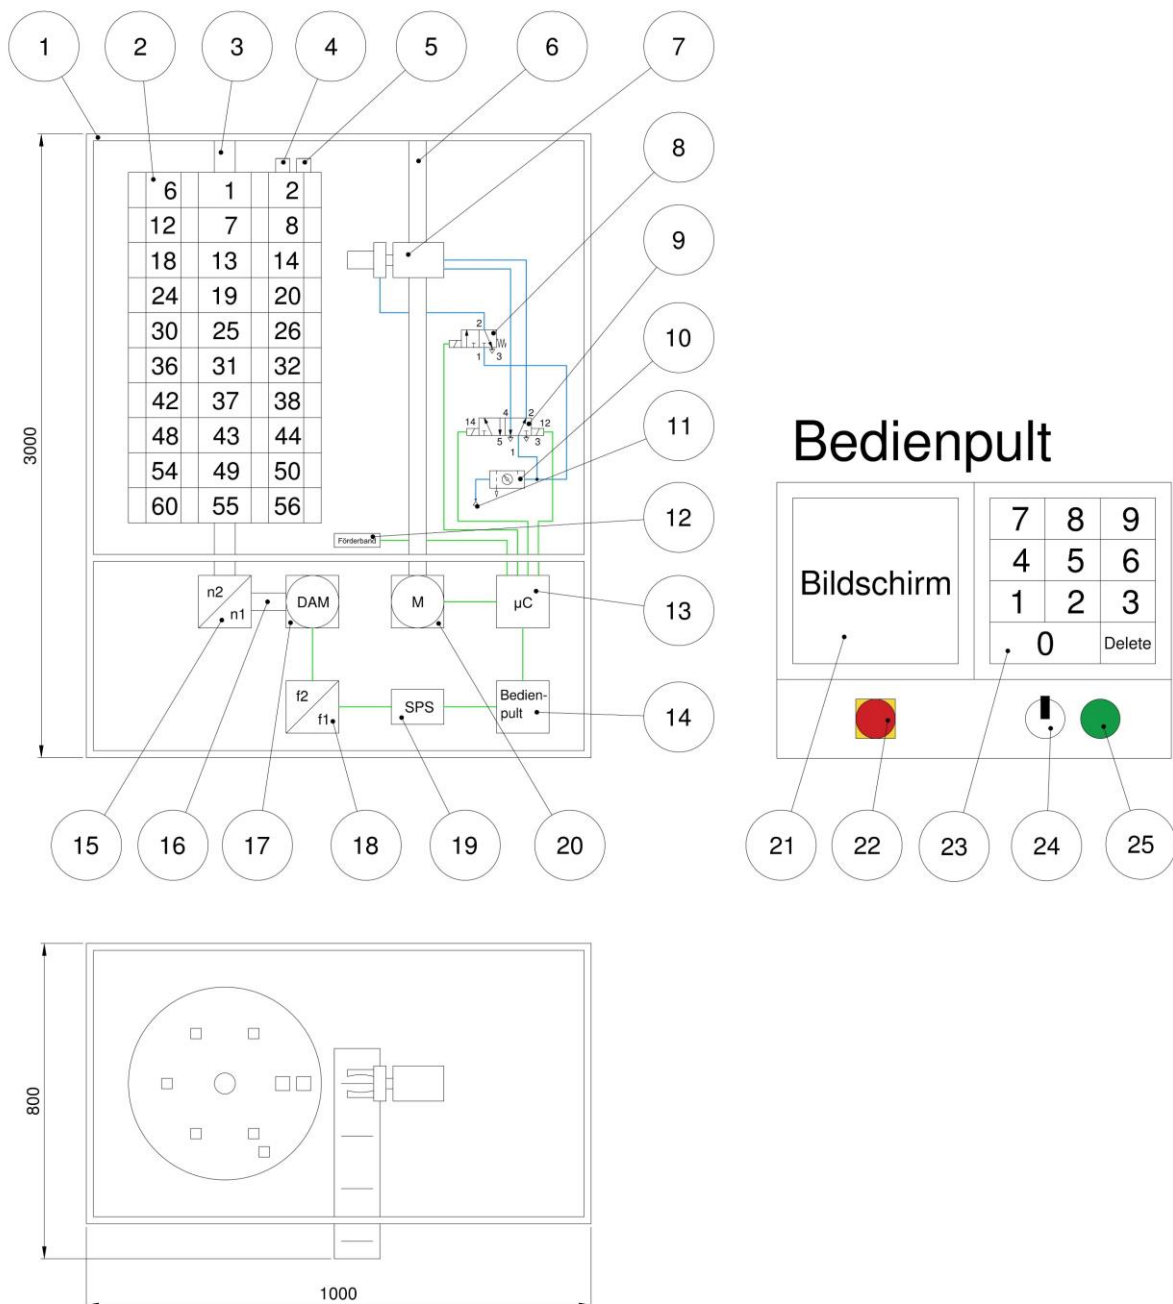 1 2 3 4 5 6 7
8
9
10
11
12
13
14
3000
6 1 2
12 7 8
18 13 14
24 19 20
30 25 26
36 31 32
42 37 38
48 43 44
54 49 50
60 55 56
2
1 3
14 4 2 12
5 3
1
Förderband
n2
n1
DAM
M
µC
f2
f1
SPS
Bedien-
pult
15 16 17 18 19 20
Bedienpult
Bildschirm
7 8 9
4 5 6
1 2 3
0 Delete
21 22 23 24 25
800
1000